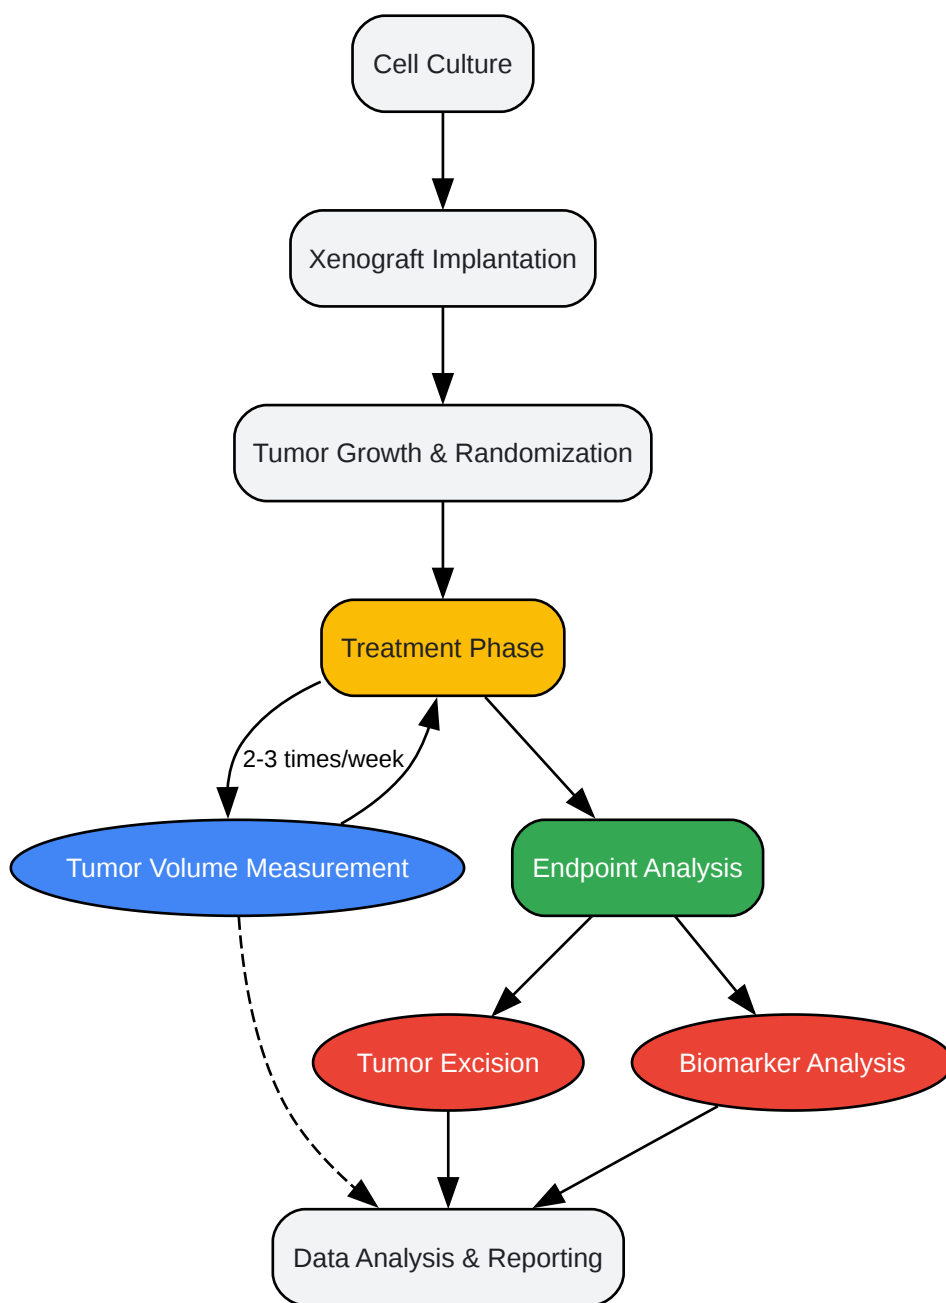 Cell Culture
Xenograft Implantation
Tumor Growth & Randomization
Treatment Phase
2-3 times/week
Tumor Volume Measurement
Endpoint Analysis
Tumor Excision
Biomarker Analysis
Data Analysis & Reporting